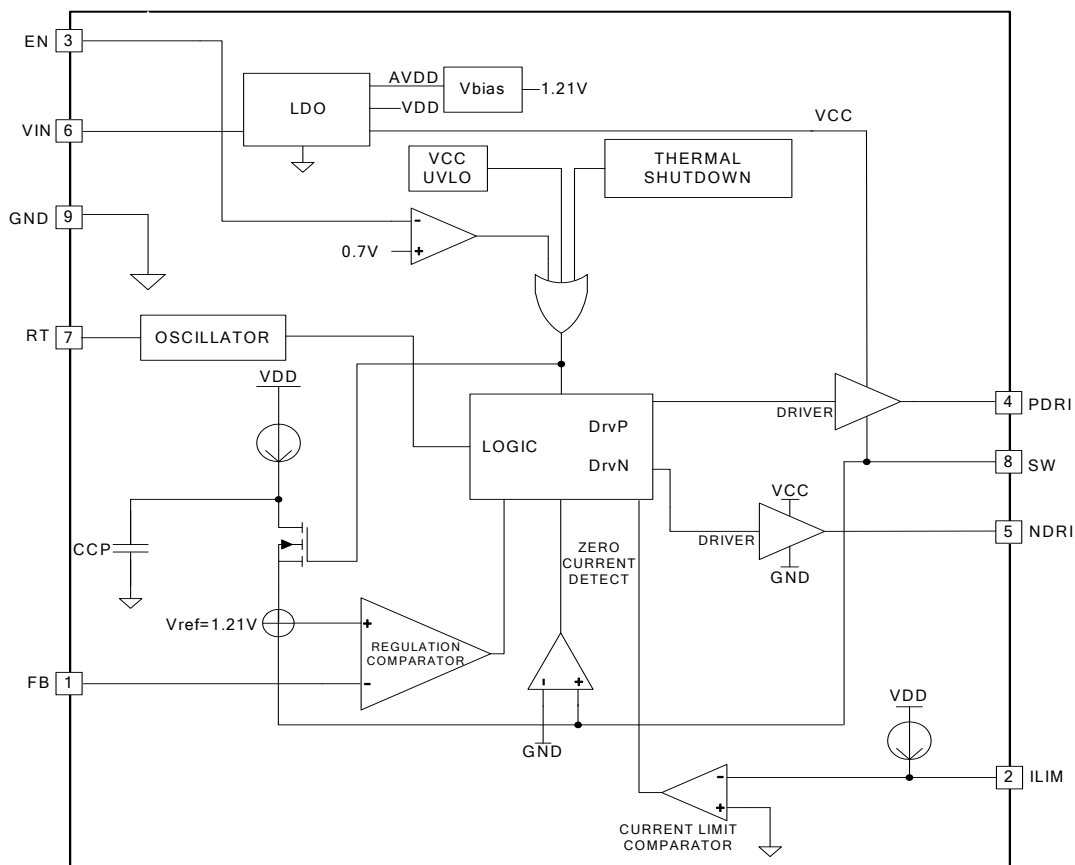 EN 3
AVDD
Vbias
1.21V
LDO
VDD
VIN 6
VCC
VCC
UVLO
THERMAL
SHUTDOWN
GND 9
-
+
0.7V
RT 7
OSCILLATOR
VDD
DrvP
LOGIC
DrvN
DRIVER
4 PDRI
8 SW
VCC
CCP
ZERO
CURRENT
DETECT
DRIVER
5 NDRI
GND
Vref=1.21V
+
REGULATION
COMPARATOR
-
FB 1
- +
GND
VDD
-
+
2 ILIM
CURRENT LIMIT
COMPARATOR